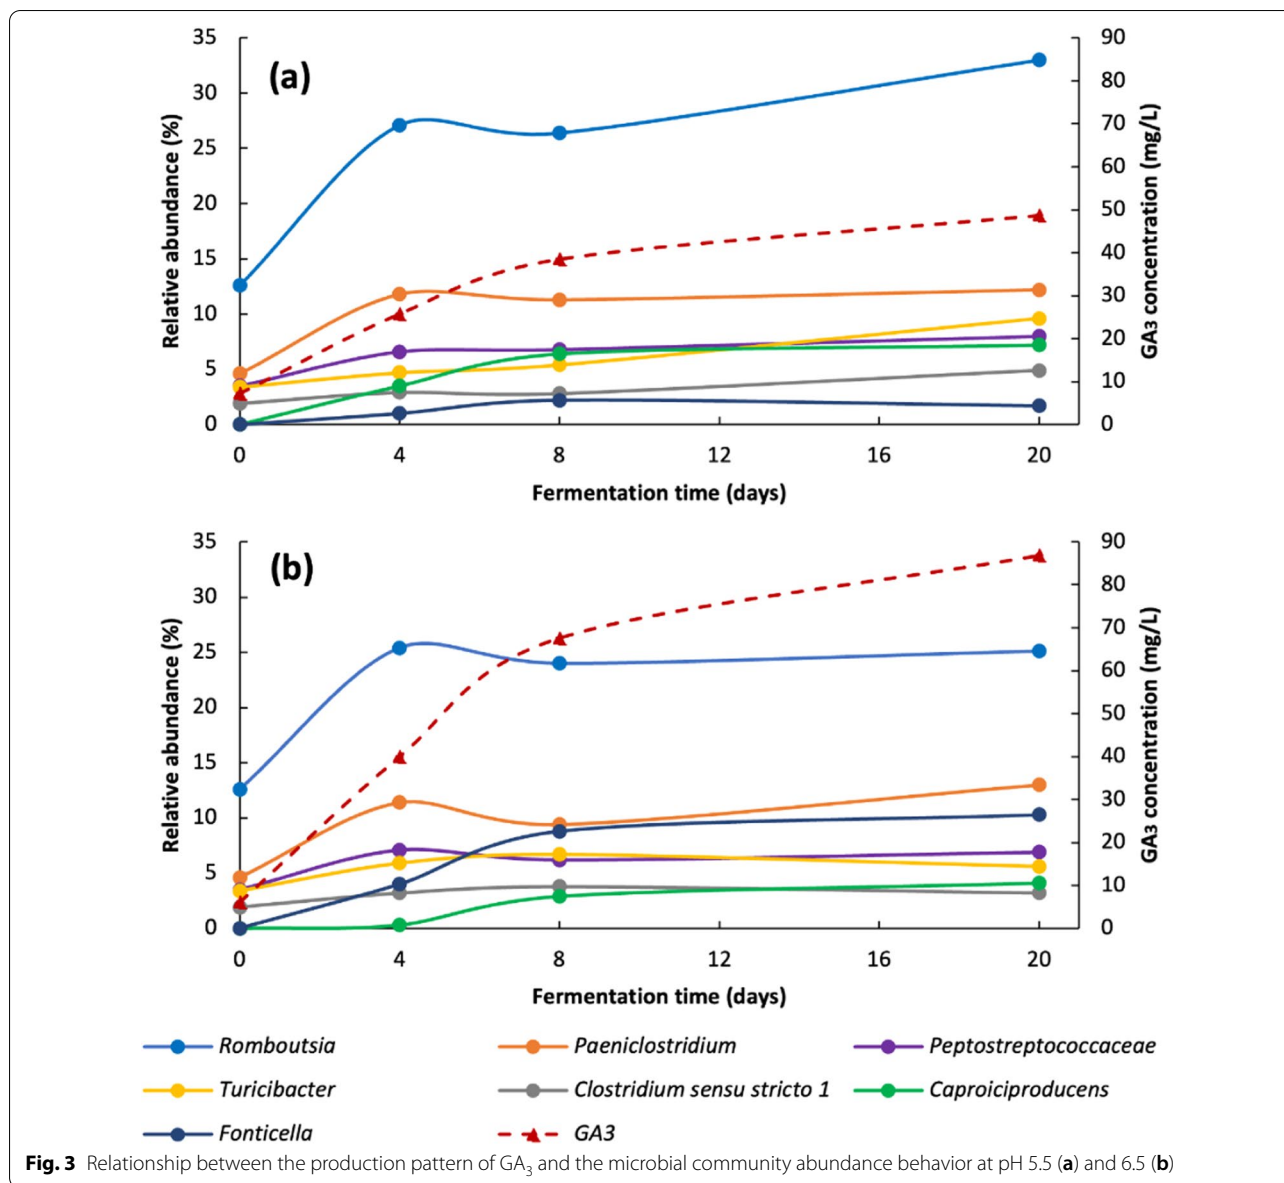 (a)
35
30
25
20
15
10
5
0
Relative abundance (%)
90
80
70
60
50
40
30
20
10
0
GA3 concentration (mg/L)
0 4 8 12 16 20
Fermentation time (days)
(b)
35
30
25
20
15
10
5
0
Relative abundance (%)
90
80
70
60
50
40
30
20
10
0
GA3 concentration (mg/L)
0 4 8 12 16 20
Fermentation time (days)
Romboutsia Paeniclostridium Peptostreptococcaceae
Turicibacter Clostridium sensu stricto 1 Caproiciproducens
Fonticella GA3
Fig. 3 Relationship between the production pattern of GA3 and the microbial community abundance behavior at pH 5.5 (a) and 6.5 (b)